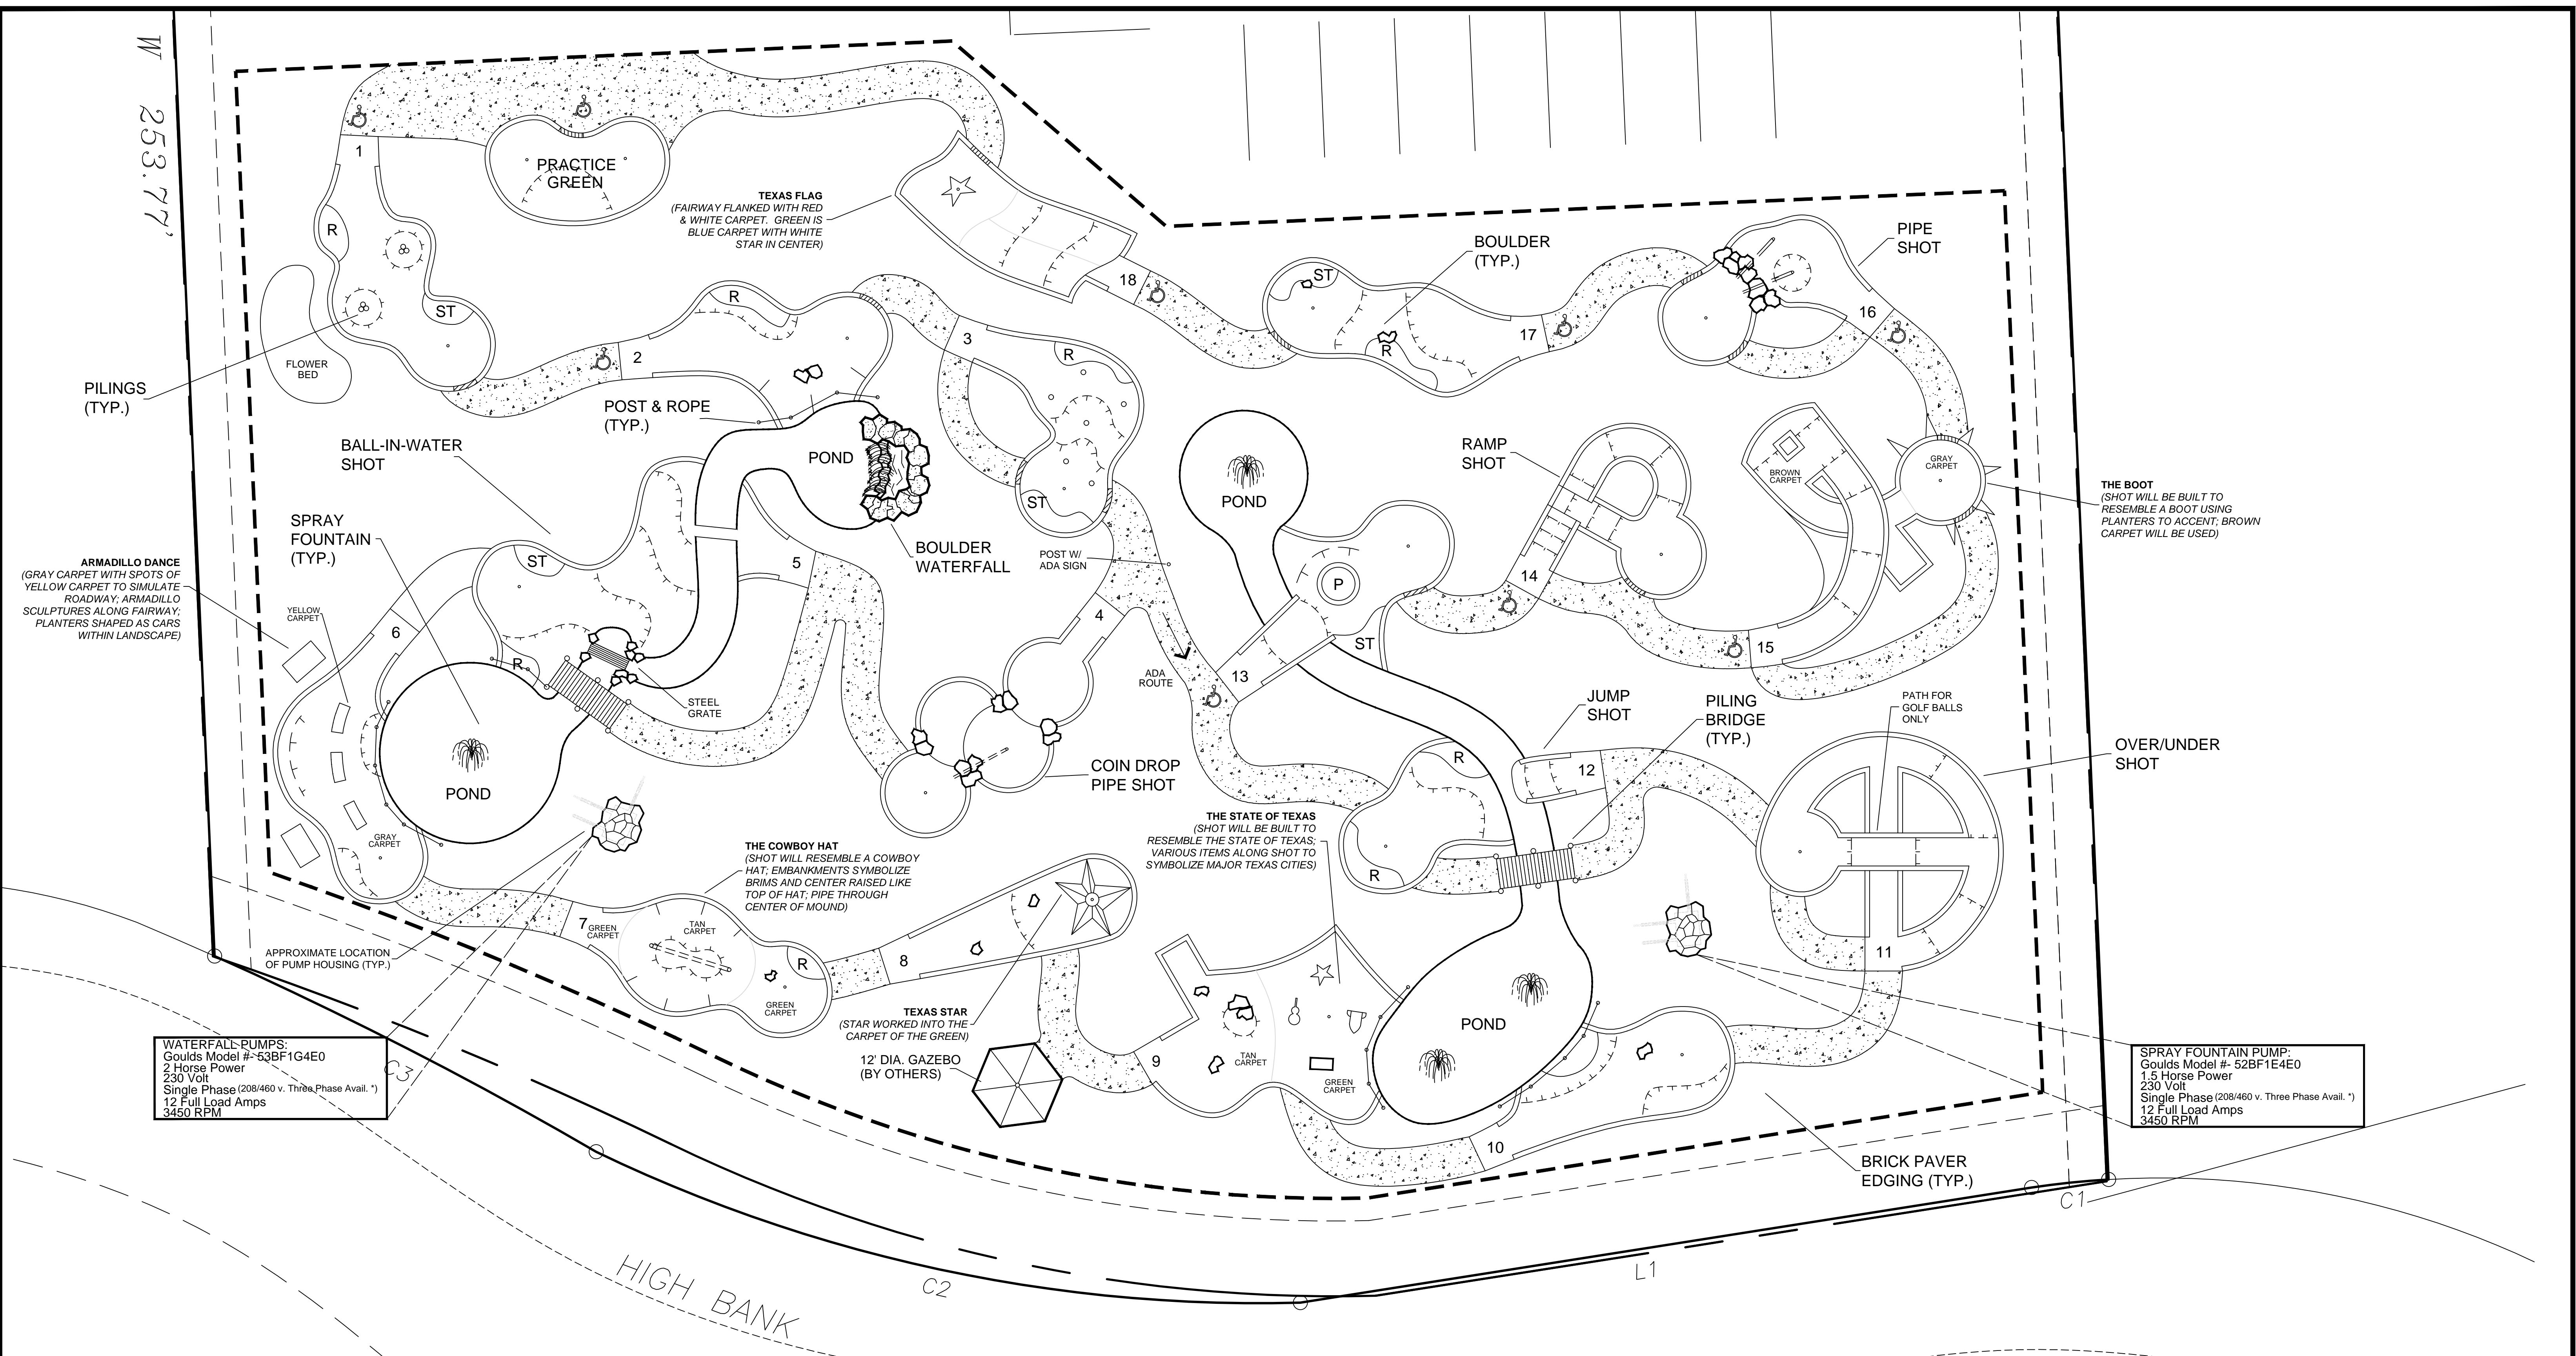 W 253.77'
1
PRACTICE
GREEN
R
ST
FLOWER
BED
PILINGS
(TYP.)
TEXAS FLAG
(FAIRWAY FLANKED WITH RED
& WHITE CARPET. GREEN IS
BLUE CARPET WITH WHITE
STAR IN CENTER)
18
2
R
3
R
ST
POST & ROPE
(TYP.)
POND
BOULDER
WATERFALL
BALL-IN-WATER
SHOT
SPRAY
FOUNTAIN
(TYP.)
ARMADILLO DANCE
(GRAY CARPET WITH SPOTS OF
YELLOW CARPET TO SIMULATE
ROADWAY; ARMADILLO
SCULPTURES ALONG FAIRWAY;
PLANTERS SHAPED AS CARS
WITHIN LANDSCAPE)
YELLOW
CARPET
ST
5
6
R
STEEL
GRATE
POND
GRAY
CARPET
4
POST W/
ADA SIGN
ADA
ROUTE
COIN DROP
PIPE SHOT
ST
BOULDER
(TYP.)
R
17
PIPE
SHOT
16
POND
RAMP
SHOT
BROWN
CARPET
GRAY
CARPET
THE BOOT
(SHOT WILL BE BUILT TO
RESEMBLE A BOOT USING
PLANTERS TO ACCENT; BROWN
CARPET WILL BE USED)
P
ST
13
14
15
JUMP
SHOT
PILING
BRIDGE
(TYP.)
PATH FOR
GOLF BALLS
ONLY
OVER/UNDER
SHOT
R
12
R
THE STATE OF TEXAS
(SHOT WILL BE BUILT TO
RESEMBLE THE STATE OF TEXAS;
VARIOUS ITEMS ALONG SHOT TO
SYMBOLIZE MAJOR TEXAS CITIES)
THE COWBOY HAT
(SHOT WILL RESEMBLE A COWBOY
HAT; EMBANKMENTS SYMBOLIZE
BRIMS AND CENTER RAISED LIKE
TOP OF HAT; PIPE THROUGH
CENTER OF MOUND)
7
GREEN
CARPET
TAN
CARPET
R
GREEN
CARPET
8
APPROXIMATE LOCATION
OF PUMP HOUSING (TYP.)
TEXAS STAR
(STAR WORKED INTO THE
CARPET OF THE GREEN)
12' DIA. GAZEBO
(BY OTHERS)
9
TAN
CARPET
GREEN
CARPET
POND
10
11
BRICK PAVER
EDGING (TYP.)
WATERFALL PUMPS:
Goulds Model #- 53BF1G4E0
2 Horse Power
230 Volt
Single Phase (208/460 v. Three Phase Avail. *)
12 Full Load Amps
3450 RPM
SPRAY FOUNTAIN PUMP:
Goulds Model #- 52BF1E4E0
1.5 Horse Power
230 Volt
Single Phase (208/460 v. Three Phase Avail. *)
12 Full Load Amps
3450 RPM
C3
C2
L1
C1
HIGH BANK